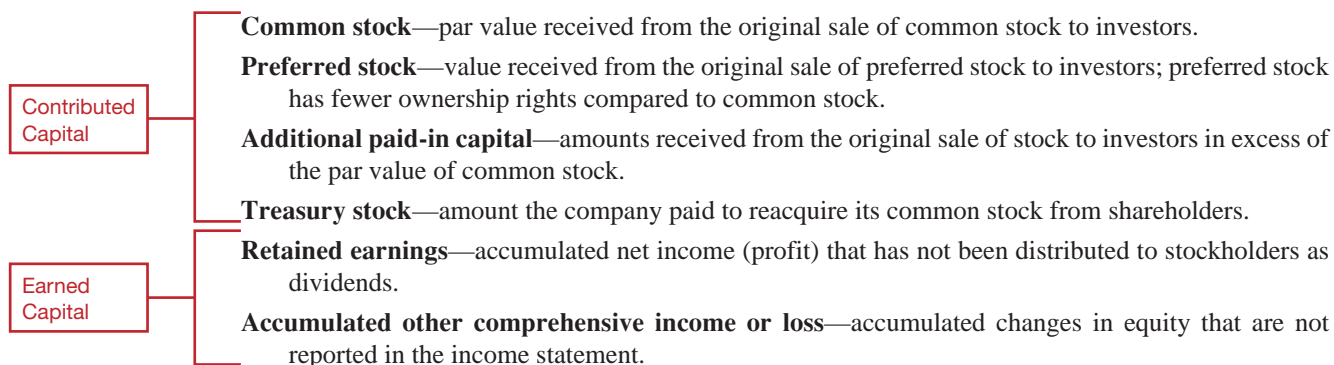 Common stock—par value received from the original sale of common stock to investors.
Preferred stock—value received from the original sale of preferred stock to investors; preferred stock
has fewer ownership rights compared to common stock.
Contributed
Capital
Additional paid-in capital—amounts received from the original sale of stock to investors in excess of
the par value of common stock.
Treasury stock—amount the company paid to reacquire its common stock from shareholders.
Retained earnings—accumulated net income (profit) that has not been distributed to stockholders as
dividends.
Earned
Capital
Accumulated other comprehensive income or loss—accumulated changes in equity that are not
reported in the income statement.